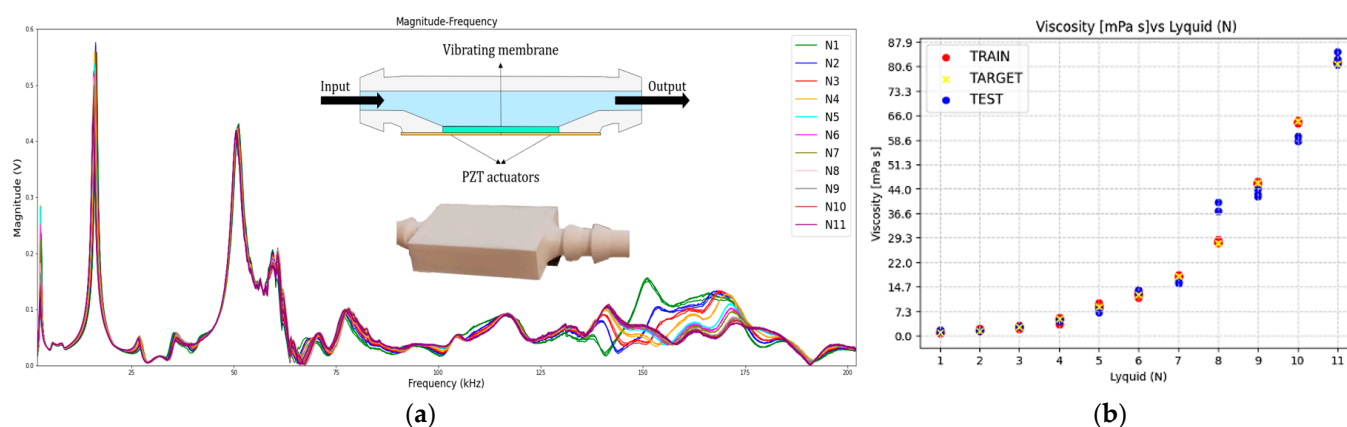 Magnitude-Frequency
0.6
0.5
0.4
0.3
0.2
0.1
0.0
Magnitude (V)
Vibrating membrane
Input
Output
PZT actuators
N1
N2
N3
N4
N5
N6
N7
N8
N9
N10
N11
25
50
75
100
125
150
175
200
Frequency (kHz)
(a)
Viscosity [mPa s]vs Lyquid (N)
87.9
80.6
73.3
66.0
58.6
51.3
44.0
36.6
29.3
22.0
14.7
7.3
0.0
Viscosity [mPa s]
TRAIN
TARGET
TEST
1 2 3 4 5 6 7 8 9 10 11
Lyquid (N)
(b)